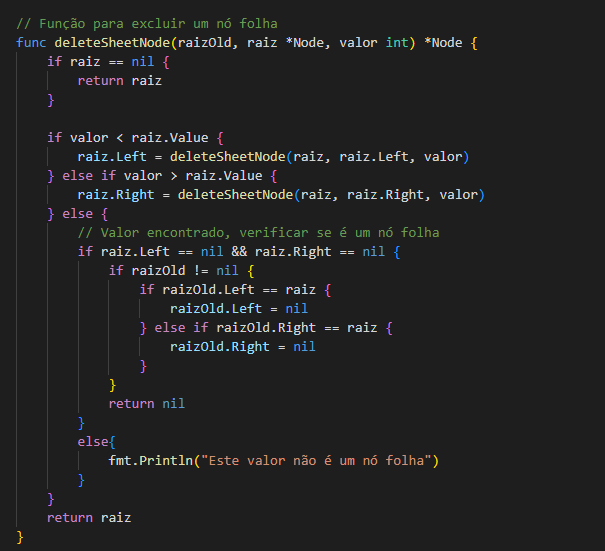 // Função para excluir um nó folha
func deleteSheetNode(raizOld, raiz *Node, valor int) *Node {
    if raiz == nil {
        return raiz
    }

    if valor < raiz.Value {
        raiz.Left = deleteSheetNode(raiz, raiz.Left, valor)
    } else if valor > raiz.Value {
        raiz.Right = deleteSheetNode(raiz, raiz.Right, valor)
    } else {
        // Valor encontrado, verificar se é um nó folha
        if raiz.Left == nil && raiz.Right == nil {
            if raizOld != nil {
                if raizOld.Left == raiz {
                    raizOld.Left = nil
                } else if raizOld.Right == raiz {
                    raizOld.Right = nil
                }
            }
            return nil
        }
        else{
            fmt.Println("Este valor não é um nó folha")
        }
    }
    return raiz
}